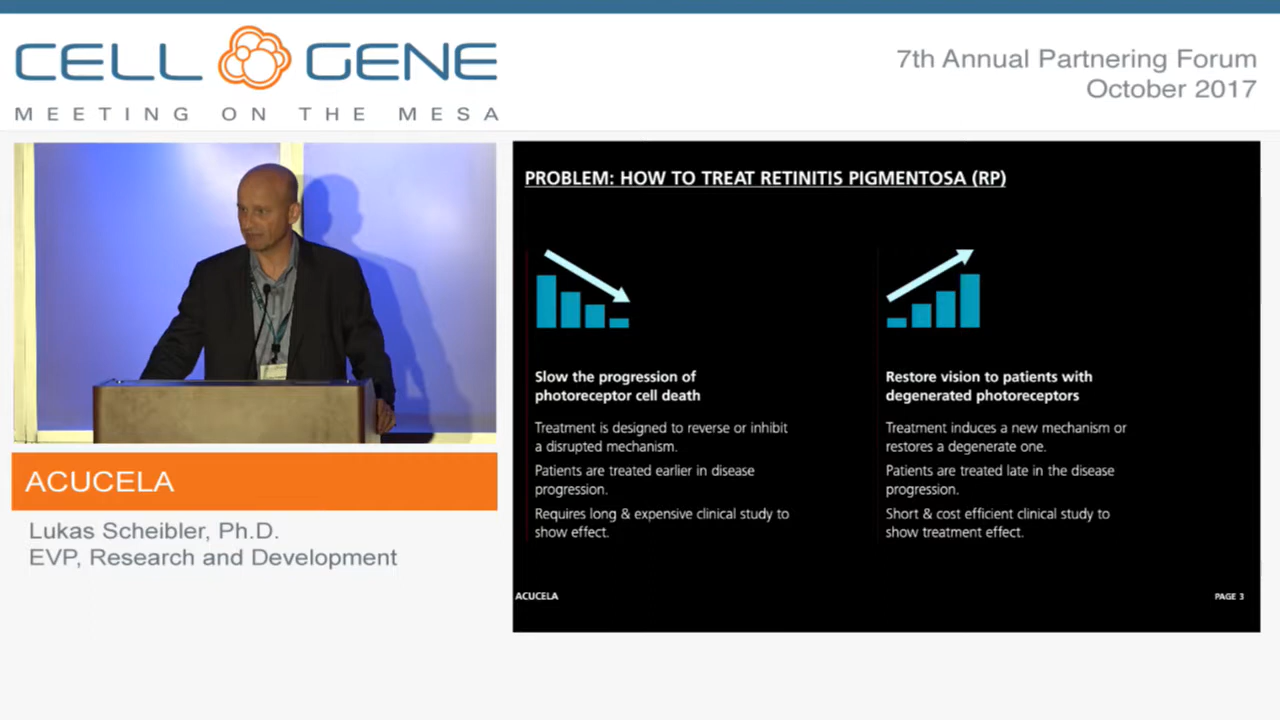 CELL GENE
MEETING ON THE MESA
7th Annual Partnering Forum
October 2017
ACUCELA
Lukas Scheibler, Ph.D.
EVP, Research and Development
PROBLEM: HOW TO TREAT RETINITIS PIGMENTOSA (RP)
Slow the progression of
photoreceptor cell death
Treatment is designed to reverse or inhibit
a disrupted mechanism.
Patients are treated earlier in disease
progression.
Requires long & expensive clinical study to
show effect.
Restore vision to patients with
degenerated photoreceptors
Treatment induces a new mechanism or
restores a degenerate one.
Patients are treated late in the disease
progression.
Short & cost efficient clinical study to
show treatment effect.
ACUCELA
PAGE 3